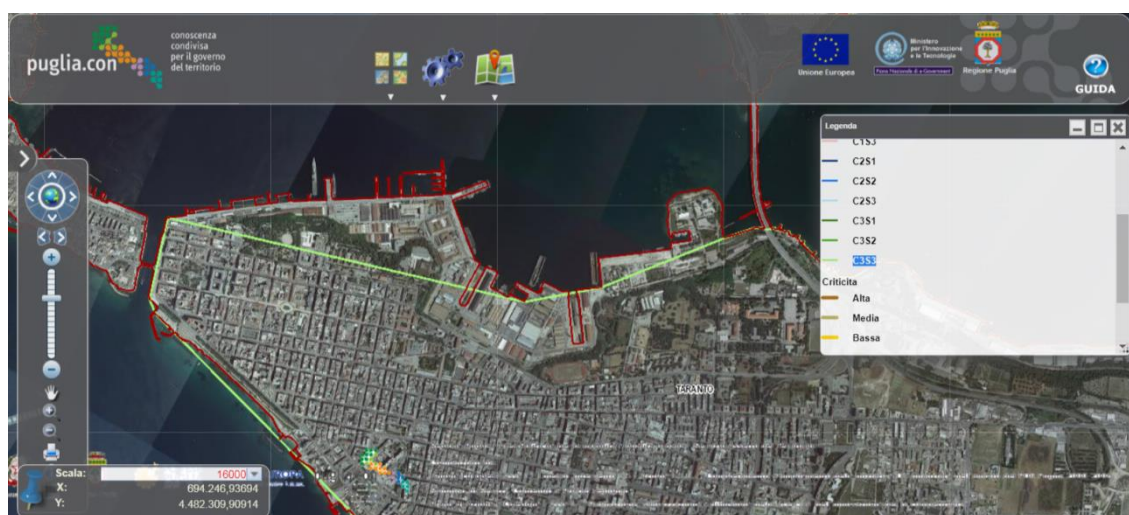 puglia.con
conoscenza
condivisa
per il governo
del territorio
Unione Europea
Ministero
per l'Innovazione
e le Tecnologie
Regione Puglia
GUIDA
Legenda
C1S3
C2S1
C2S2
C2S3
C3S1
C3S2
C3S3
Criticita
Alta
Media
Bassa
TARANTO
Scala:
16000
X:
694.246,93694
Y:
4.482.309,90914